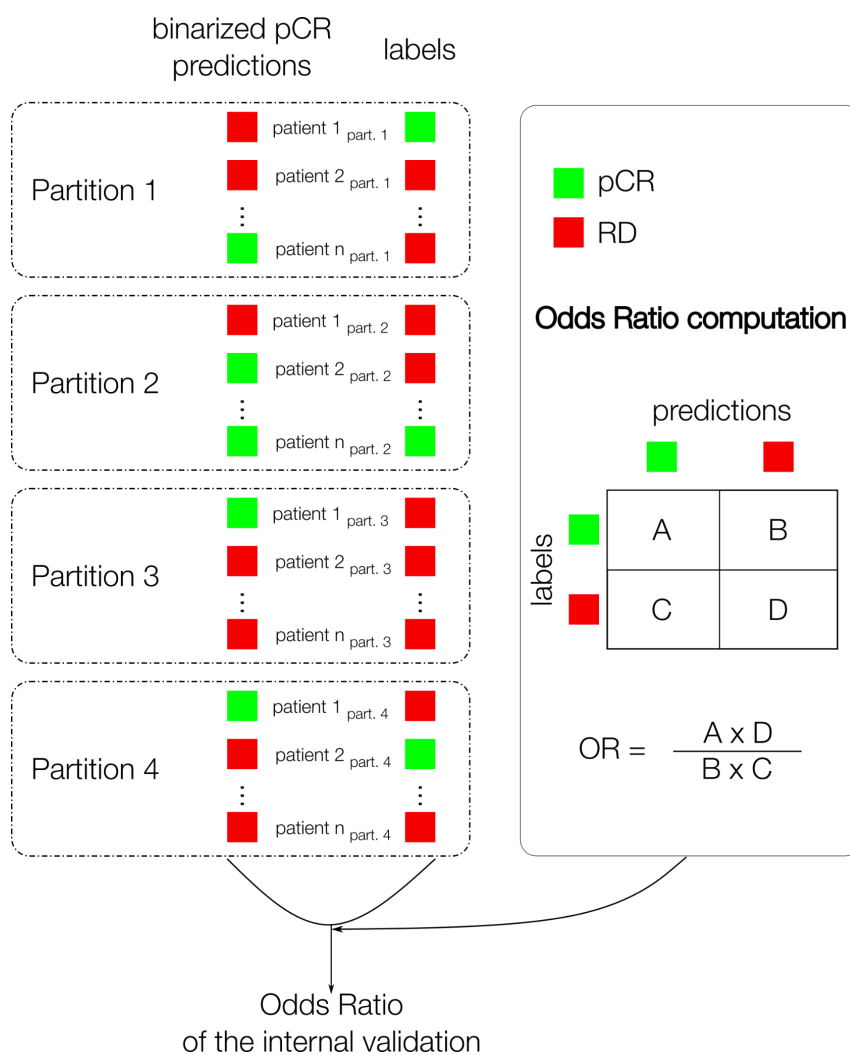 binarized pCR
predictions
labels
Partition 1
patient 1 part. 1
patient 2 part. 1
patient n part. 1
Partition 2
patient 1 part. 2
patient 2 part. 2
patient n part. 2
Partition 3
patient 1 part. 3
patient 2 part. 3
patient n part. 3
Partition 4
patient 1 part. 4
patient 2 part. 4
patient n part. 4
pCR
RD
Odds Ratio computation
predictions
labels
A B
C D
OR = A x D
B x C
Odds Ratio
of the internal validation